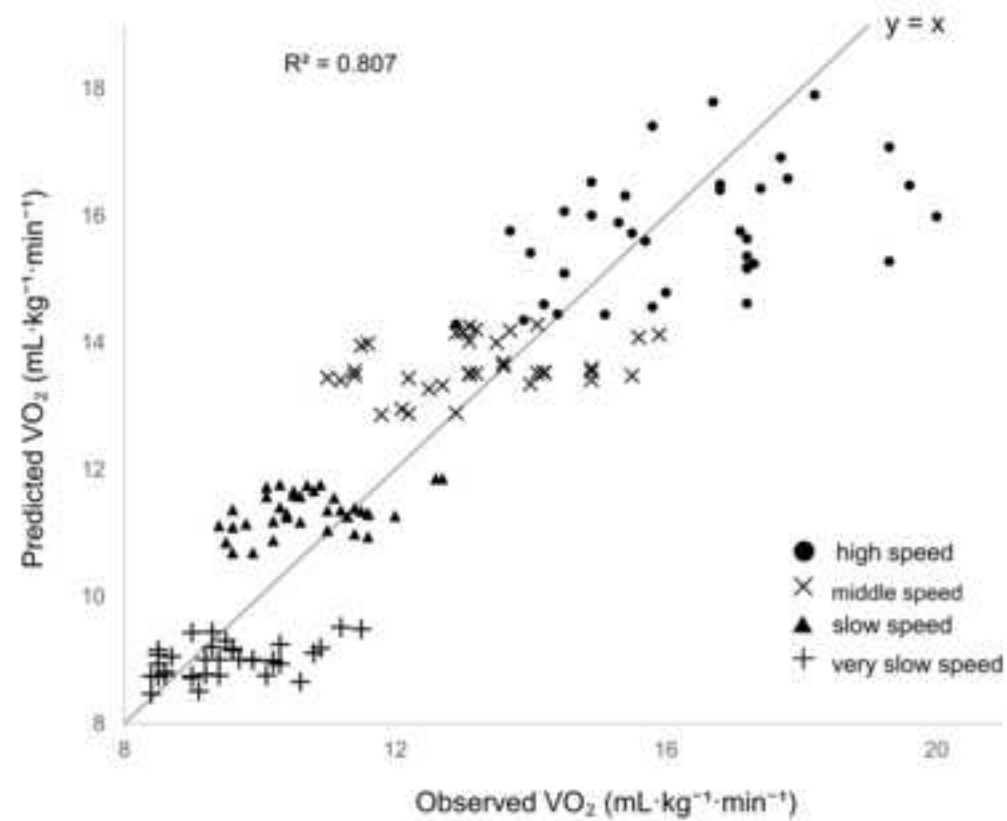 y = x
R² = 0.807
18
16
14
12
10
8
8
12
16
20
Predicted VO₂ (mL·kg⁻¹·min⁻¹)
Observed VO₂ (mL·kg⁻¹·min⁻¹)
high speed
middle speed
slow speed
very slow speed